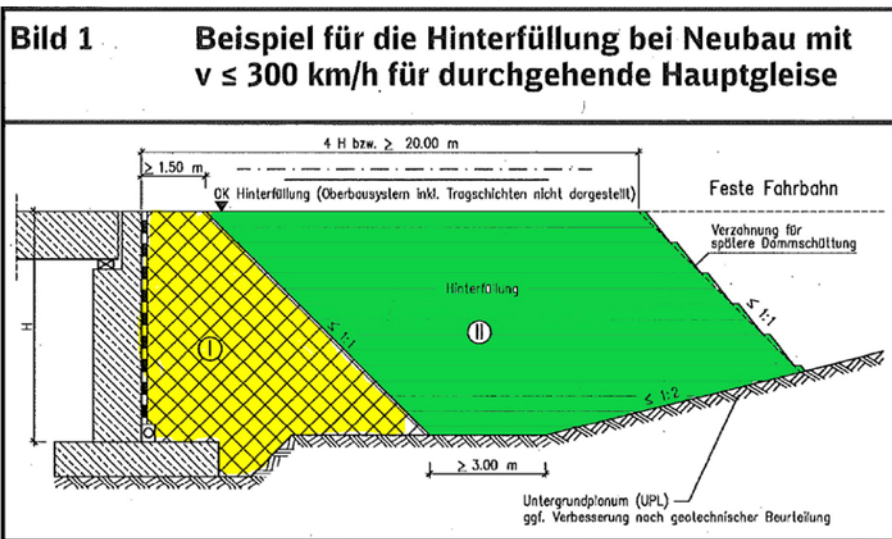 Bild 1
Beispiel für die Hinterfüllung bei Neubau mit
v ≤ 300 km/h für durchgehende Hauptgleise
4 H bzw. ≥ 20.00 m
≥ 1.50 m
OK Hinterfüllung (Oberbausystem inkl. Tragschichten nicht dargestellt)
Feste Fahrbahn
Verzahnung für
spätere Dammschüttung
Hinterfüllung
H
I
II
≤ 1:1
≤ 1:1
≤ 1:2
≥ 3.00 m
Untergrundplanum (UPL)
ggf. Verbesserung nach geotechnischer Beurteilung